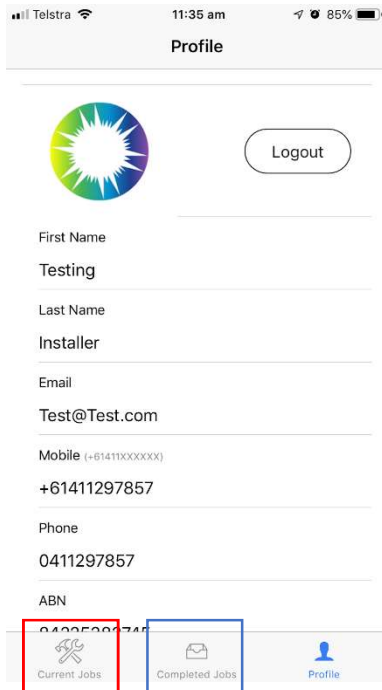 Telstra 11:35 am 85%
Profile
Logout
First Name
Testing
Last Name
Installer
Email
Test@Test.com
Mobile (+61411XXXXXX)
+61411297857
Phone
0411297857
ABN
Current Jobs Completed Jobs Profile